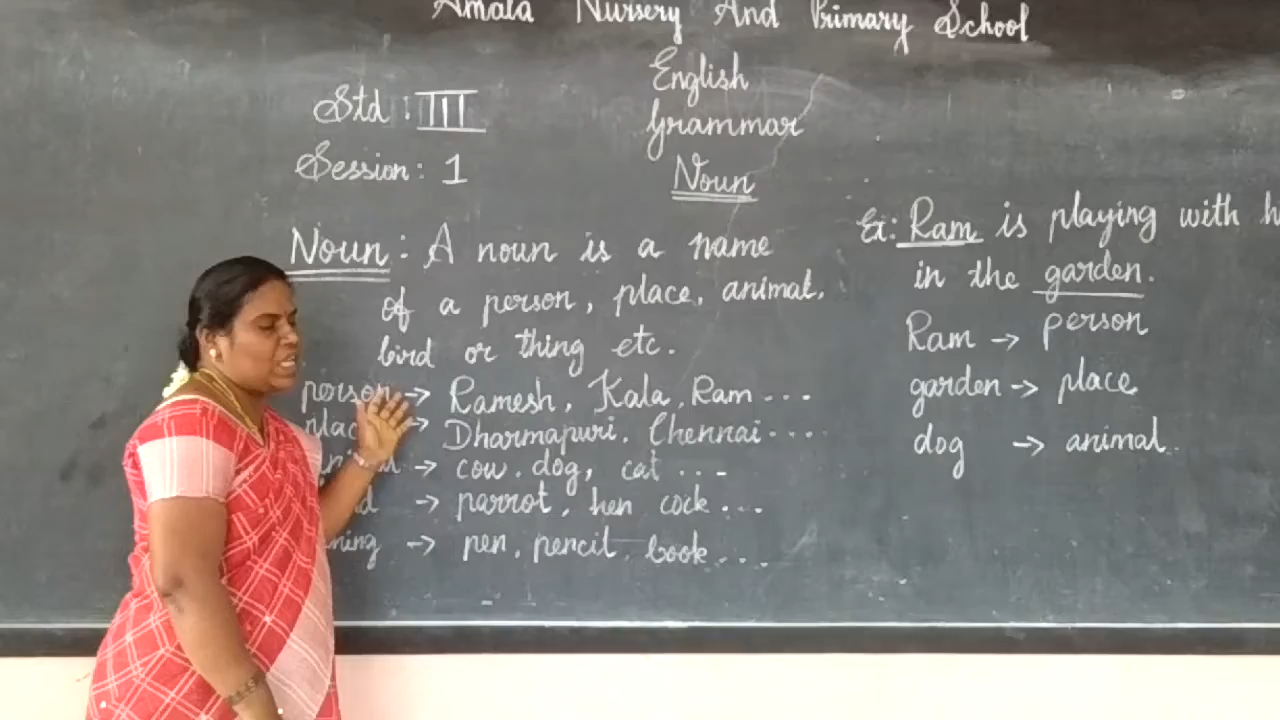 Amala Nursery And Primary School
English
Grammar
Noun
Std : III
Session : 1
Noun : A noun is a name
of a person, place, animal,
bird or thing etc.
person → Ramesh, Kala, Ram ...
place → Dharmapuri, Chennai ....
→ cow, dog, cat ...
→ parrot, hen cock ...
→ pen, pencil, book ...
Ex: Ram is playing with
in the garden.
Ram → person
garden → place
dog → animal.